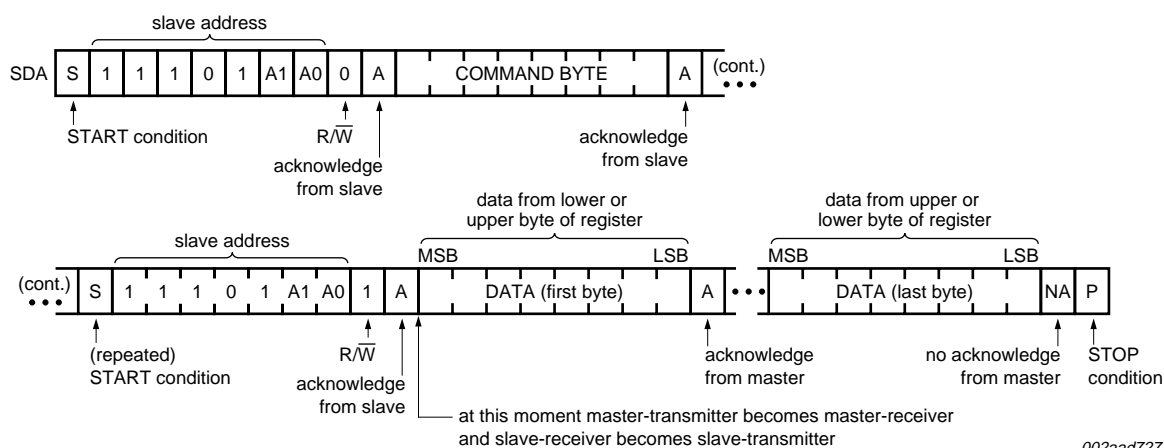 slave address
SDA S 1 1 1 0 1 A1 A0 0 A COMMAND BYTE A (cont.)
START condition R/W acknowledge from slave acknowledge from slave
data from lower or upper byte of register data from upper or lower byte of register
slave address MSB LSB MSB LSB
(cont.) S 1 1 1 0 1 A1 A0 1 A DATA (first byte) A DATA (last byte) NA P
(repeated) START condition R/W acknowledge from slave acknowledge from master no acknowledge from master STOP condition
at this moment master-transmitter becomes master-receiver
and slave-receiver becomes slave-transmitter
002aad727